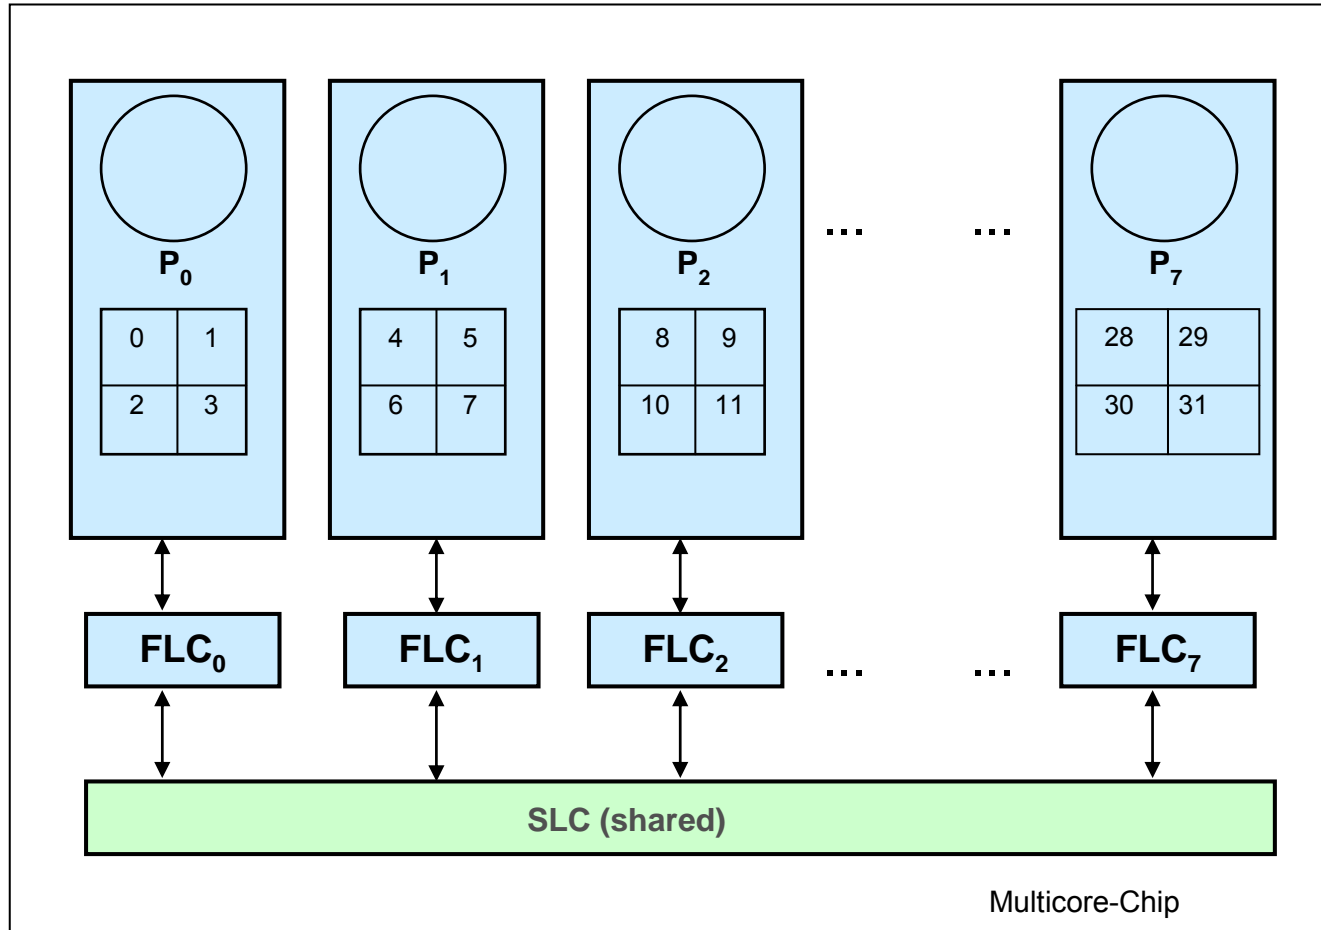 ... ...
P0 P1 P2 P7
0 1 4 5 8 9 28 29
2 3 6 7 10 11 30 31
FLC0 FLC1 FLC2 ... ... FLC7
SLC (shared)
Multicore-Chip